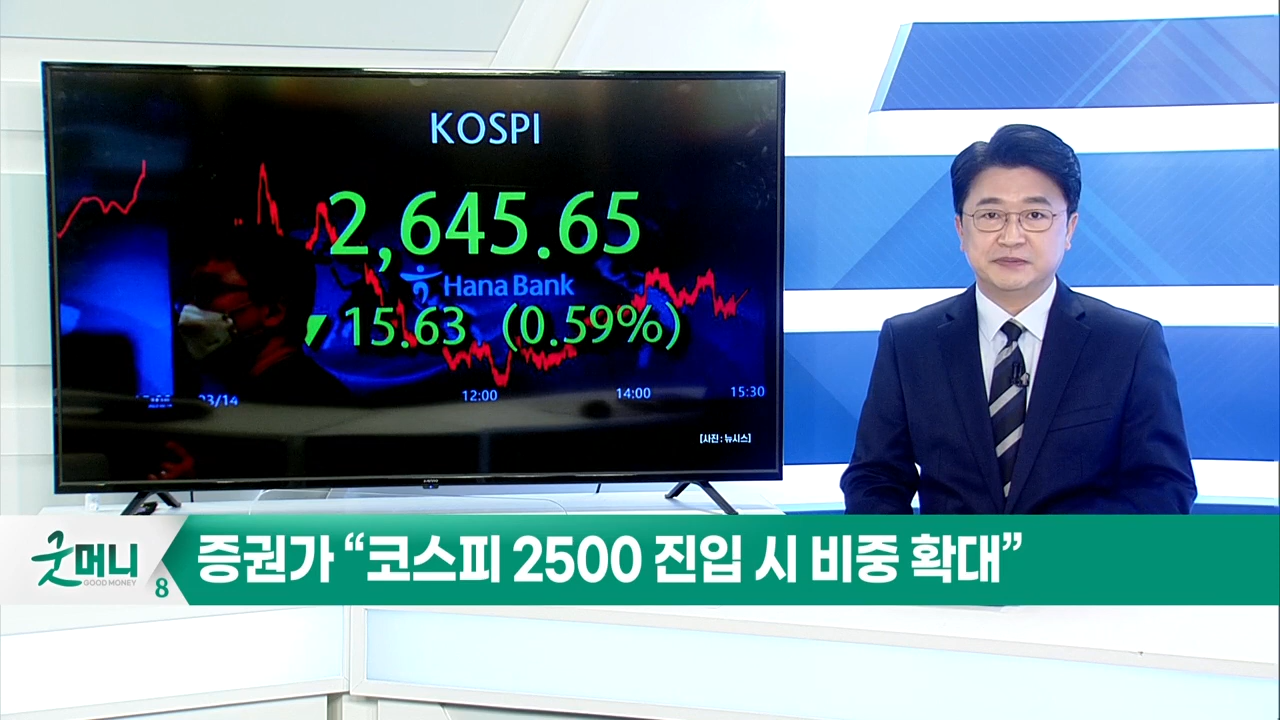 KOSPI
2,645.65
Hana Bank
▼ 15.63 (0.59%)
03/14
12:00
14:00
15:30
[사진 : 뉴시스]
굿머니
GOOD MONEY
8
증권가 “코스피 2500 진입 시 비중 확대”